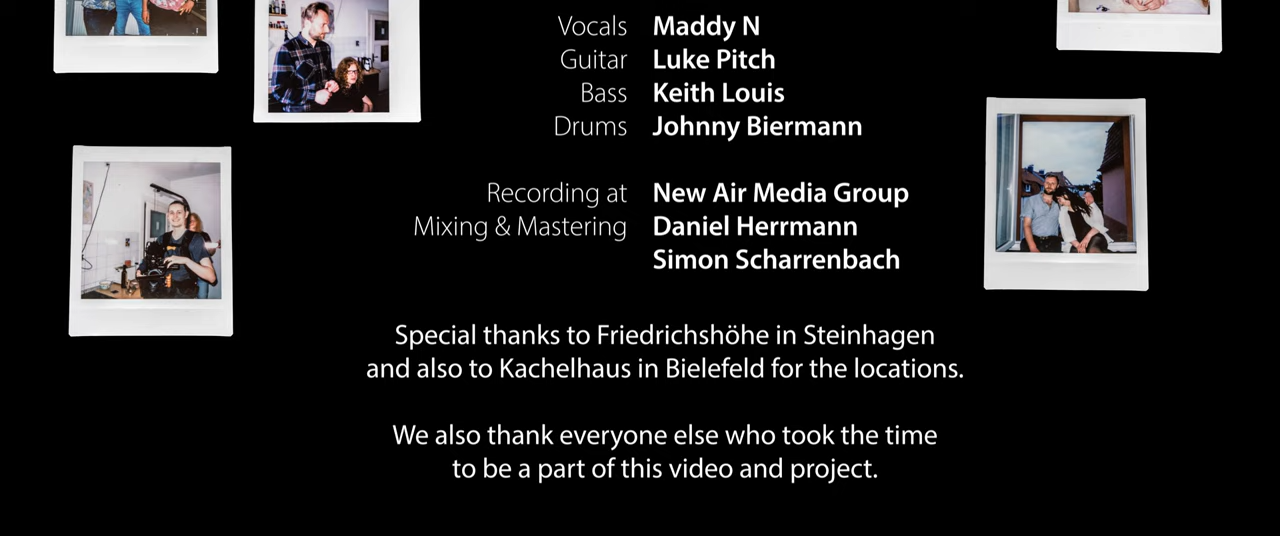 Vocals Maddy N
Guitar Luke Pitch
Bass Keith Louis
Drums Johnny Biermann
Recording at New Air Media Group
Mixing & Mastering Daniel Herrmann
Simon Scharrenbach
Special thanks to Friedrichshöhe in Steinhagen
and also to Kachelhaus in Bielefeld for the locations.
We also thank everyone else who took the time
to be a part of this video and project.